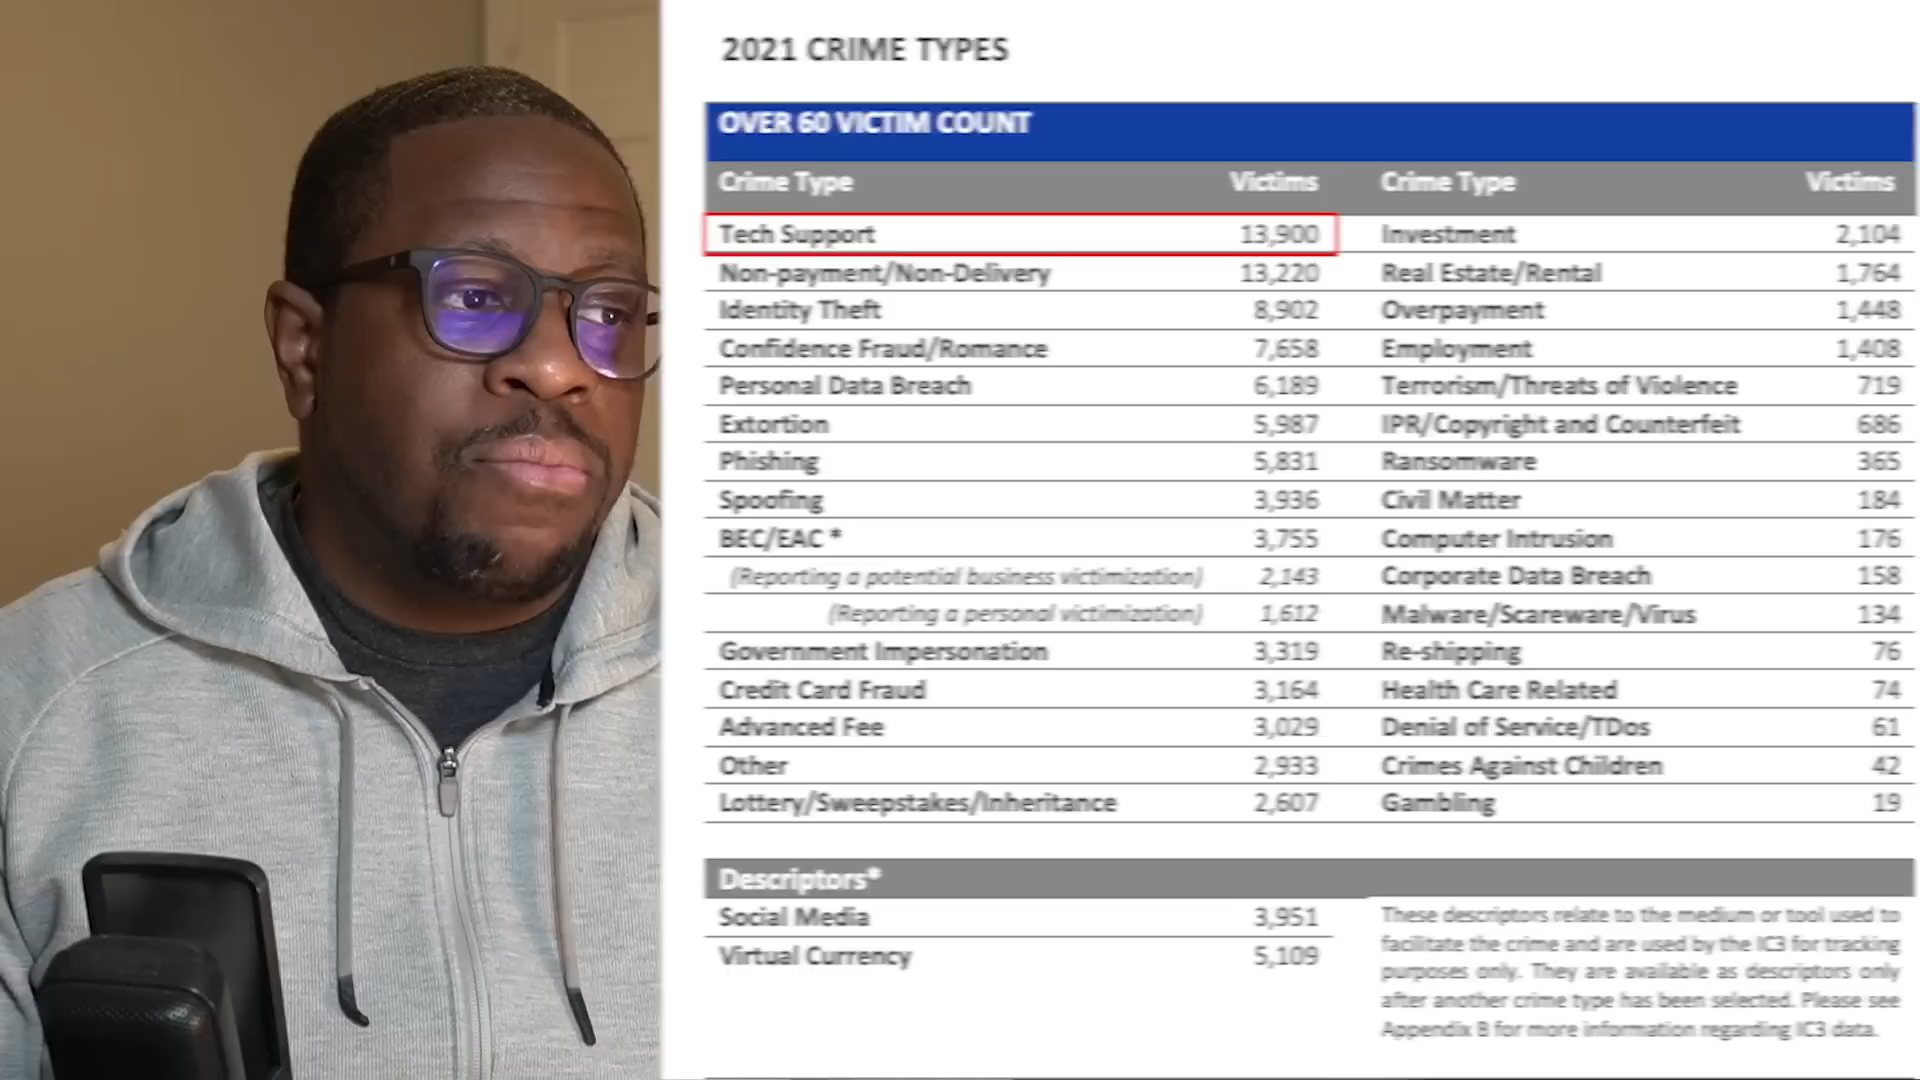 2021 CRIME TYPES
OVER 60 VICTIM COUNT
Crime Type Victims Crime Type Victims
Tech Support 13,900 Investment 2,104
Non-payment/Non-Delivery 13,220 Real Estate/Rental 1,764
Identity Theft 8,902 Overpayment 1,448
Confidence Fraud/Romance 7,658 Employment 1,408
Personal Data Breach 6,189 Terrorism/Threats of Violence 719
Extortion 5,987 IPR/Copyright and Counterfeit 686
Phishing 5,831 Ransomware 365
Spoofing 3,936 Civil Matter 184
BEC/EAC * 3,755 Computer Intrusion 176
(Reporting a potential business victimization) 2,143 Corporate Data Breach 158
(Reporting a personal victimization) 1,612 Malware/Scareware/Virus 134
Government Impersonation 3,319 Re-shipping 76
Credit Card Fraud 3,164 Health Care Related 74
Advanced Fee 3,029 Denial of Service/TDos 61
Other 2,933 Crimes Against Children 42
Lottery/Sweepstakes/Inheritance 2,607 Gambling 19
Descriptors*
Social Media 3,951
Virtual Currency 5,109
These descriptors relate to the medium or tool used to
facilitate the crime and are used by the IC3 for tracking
purposes only. They are available as descriptors only
after another crime type has been selected. Please see
Appendix B for more information regarding IC3 data.